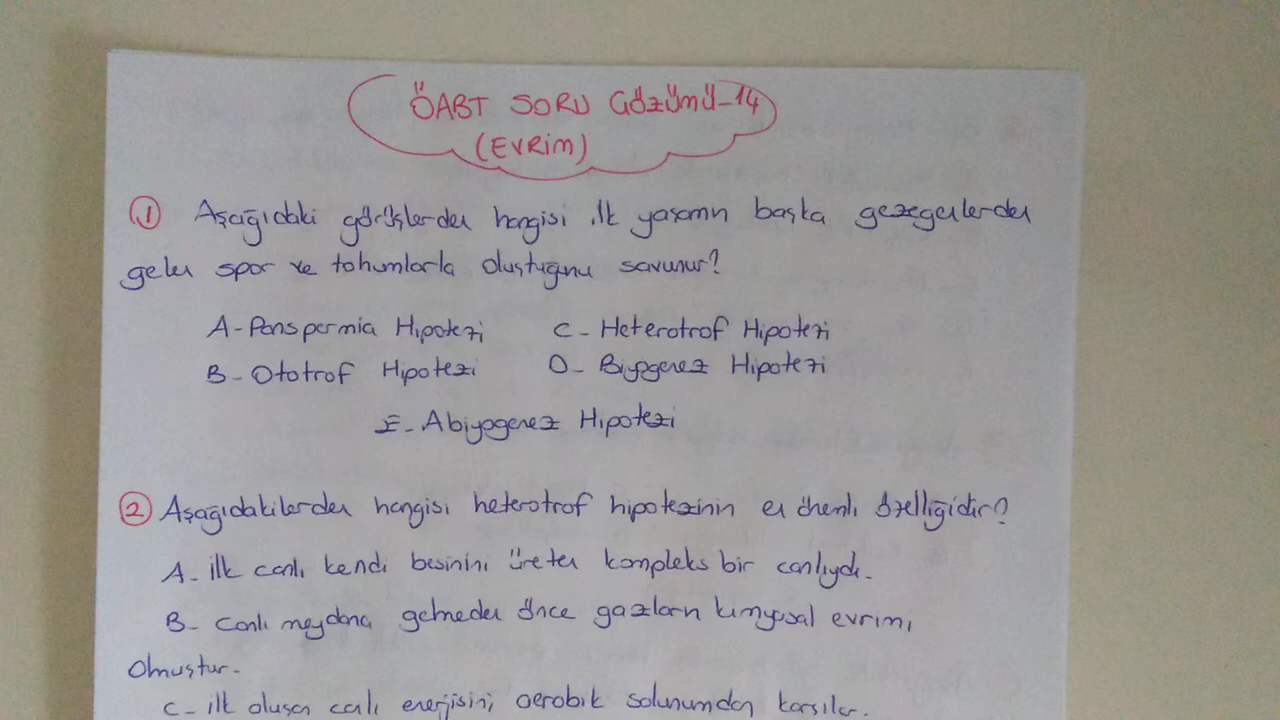 ÖABT SORU ÇÖZÜMÜ-14
(EVRİM)
1 Aşağıdaki görüşlerden hangisi ilk yaşamın başka gezegenlerden
gelen spor ve tohumlarla oluştuğunu savunur?
A-Panspermia Hipotezi C- Heterotrof Hipotezi
B- Ototrof Hipotezi D- Biyogenez Hipotezi
E- Abiyogenez Hipotezi
2 Aşağıdakilerden hangisi heterotrof hipotezinin en önemli özelliğidir?
A- İlk canlı kendi besinini üreten kompleks bir canlıydı.
B- Canlı meydana gelmeden önce gazların kimyasal evrimi
olmuştur-
C- İlk oluşan canlı enerjisini aerobik solunumdan karşılar.